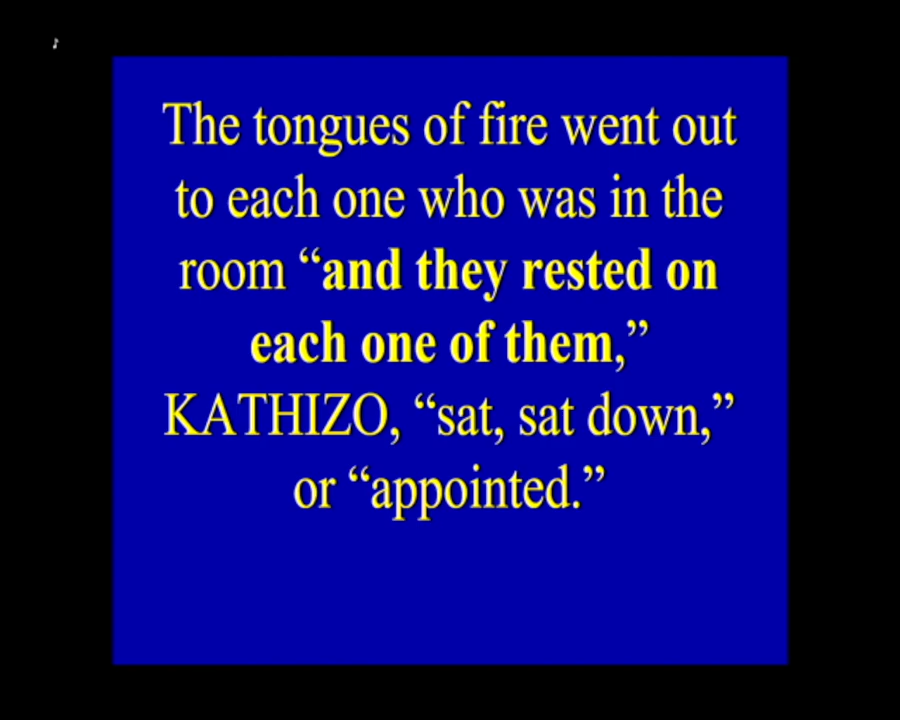 The tongues of fire went out
to each one who was in the
room “and they rested on
each one of them,”
KATHIZO, “sat, sat down,”
or “appointed.”